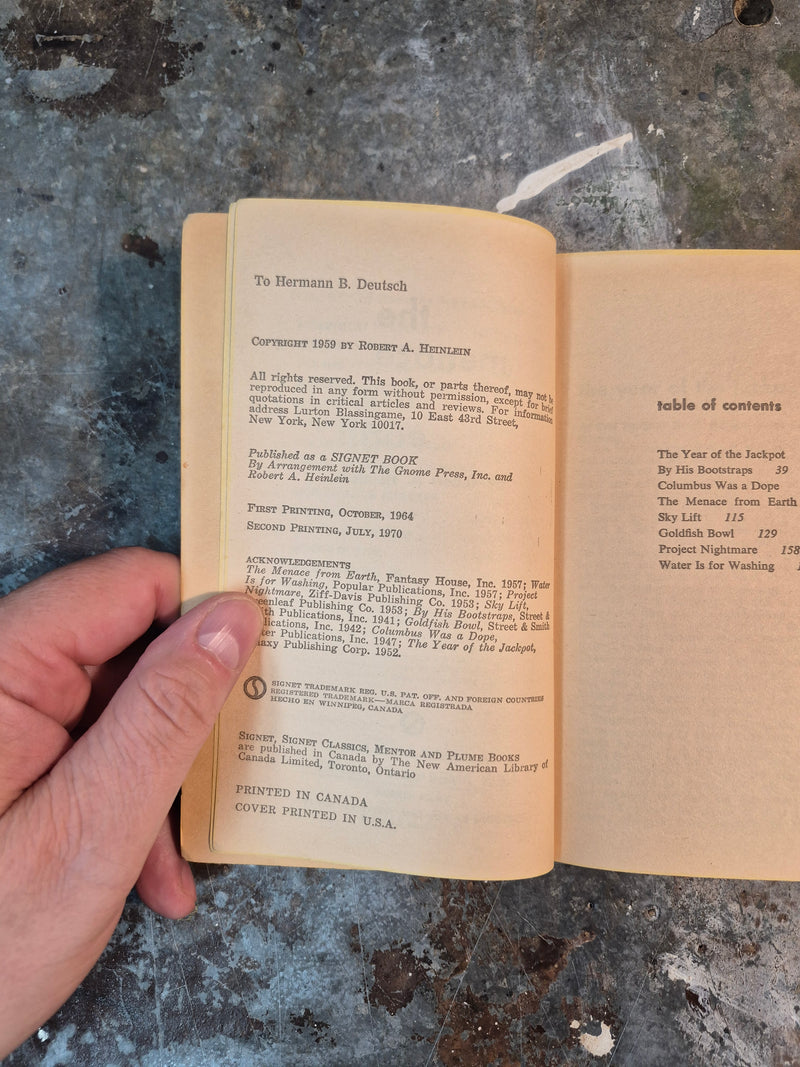 To Hermann B. Deutsch
COPYRIGHT 1959 BY ROBERT A. HEINLEIN
All rights reserved. This book, or parts thereof, may not be
reproduced in any form without permission, except for brief
quotations in critical articles and reviews. For information
address Lurton Blassingame, 10 East 43rd Street,
New York, New York 10017.
Published as a SIGNET BOOK
By Arrangement with The Gnome Press, Inc. and
Robert A. Heinlein
FIRST PRINTING, OCTOBER, 1964
SECOND PRINTING, JULY, 1970
ACKNOWLEDGEMENTS
The Menace from Earth, Fantasy House, Inc. 1957; Water
Is for Washing, Popular Publications, Inc. 1957; Project
Nightmare, Ziff-Davis Publishing Co. 1953; Sky Lift,
Greenleaf Publishing Co. 1953; By His Bootstraps, Street &
Publications, Inc. 1941; Goldfish Bowl, Street & Smith
Inc. 1942; Columbus Was a Dope,
Publications, Inc. 1947; The Year of the Jackpot,
Publishing Corp. 1952.
SIGNET TRADEMARK REG. U.S. PAT. OFF. AND FOREIGN COUNTRIES
REGISTERED TRADEMARK—MARCA REGISTRADA
HECHO EN WINNIPEG, CANADA
SIGNET, SIGNET CLASSICS, MENTOR AND PLUME BOOKS
are published in Canada by The New American Library of
Canada Limited, Toronto, Ontario
PRINTED IN CANADA
COVER PRINTED IN U.S.A.
table of contents
The Year of the Jackpot
By His Bootstraps 39
Columbus Was a Dope
The Menace from Earth
Sky Lift 115
Goldfish Bowl 129
Project Nightmare 158
Water Is for Washing